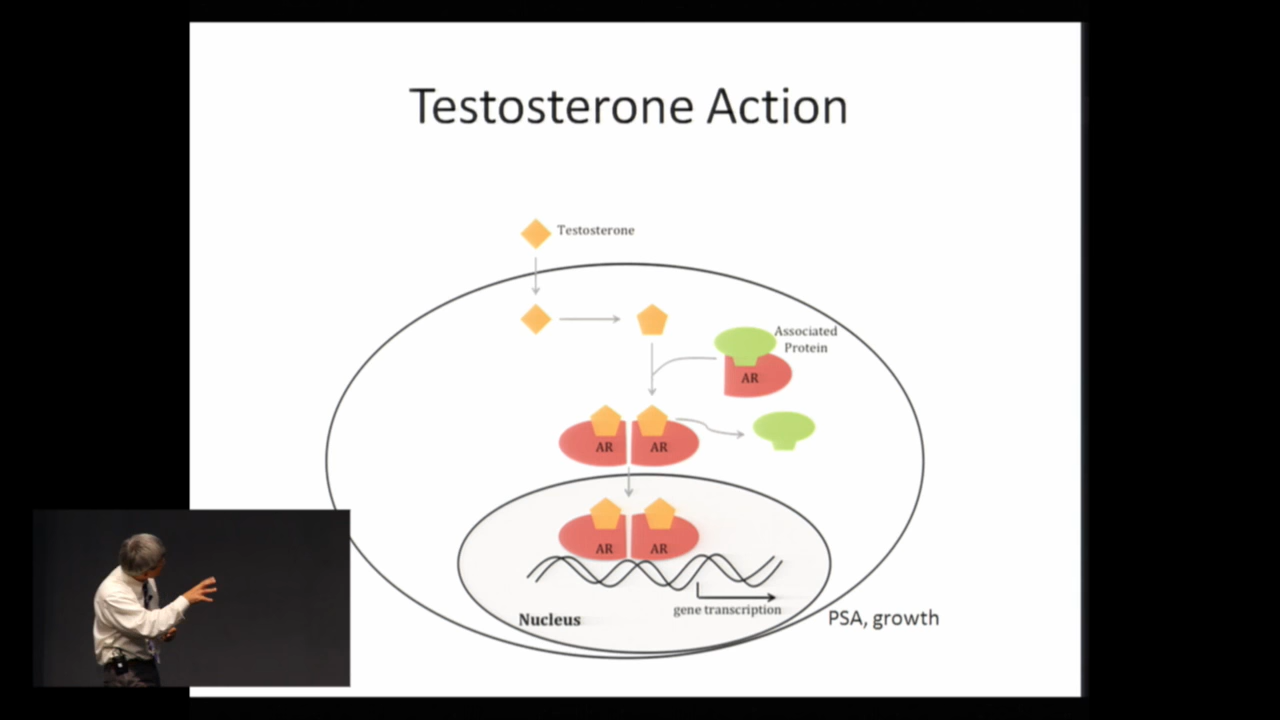 Testosterone Action
Testosterone
Associated
Protein
AR
AR AR
AR AR
gene transcription
Nucleus
PSA, growth